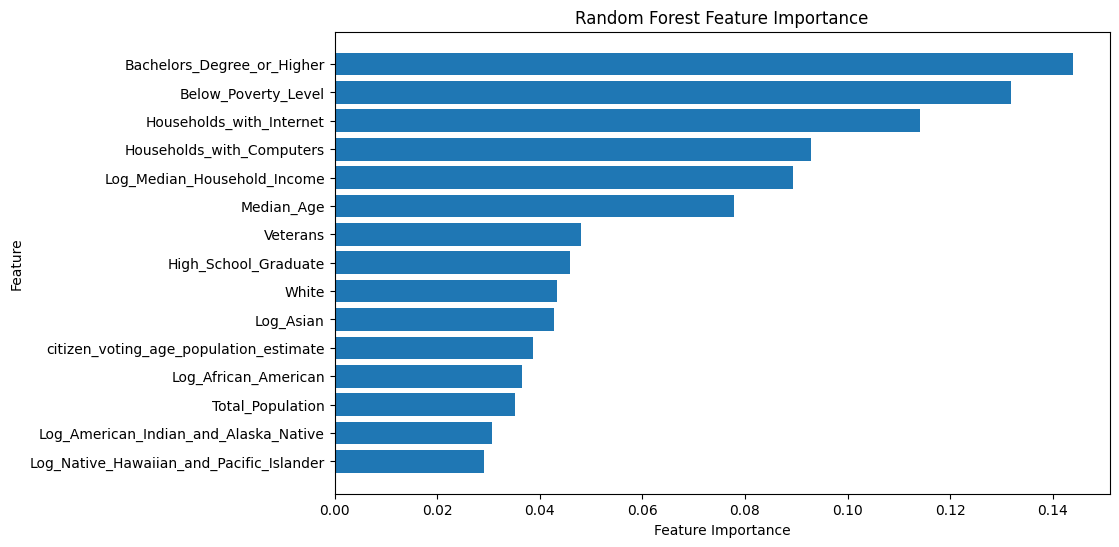 Random Forest Feature Importance
Bachelors_Degree_or_Higher
Below_Poverty_Level
Households_with_Internet
Households_with_Computers
Log_Median_Household_Income
Median_Age
Veterans
High_School_Graduate
White
Log_Asian
citizen_voting_age_population_estimate
Log_African_American
Total_Population
Log_American_Indian_and_Alaska_Native
Log_Native_Hawaiian_and_Pacific_Islander
Feature
0.00 0.02 0.04 0.06 0.08 0.10 0.12 0.14
Feature Importance